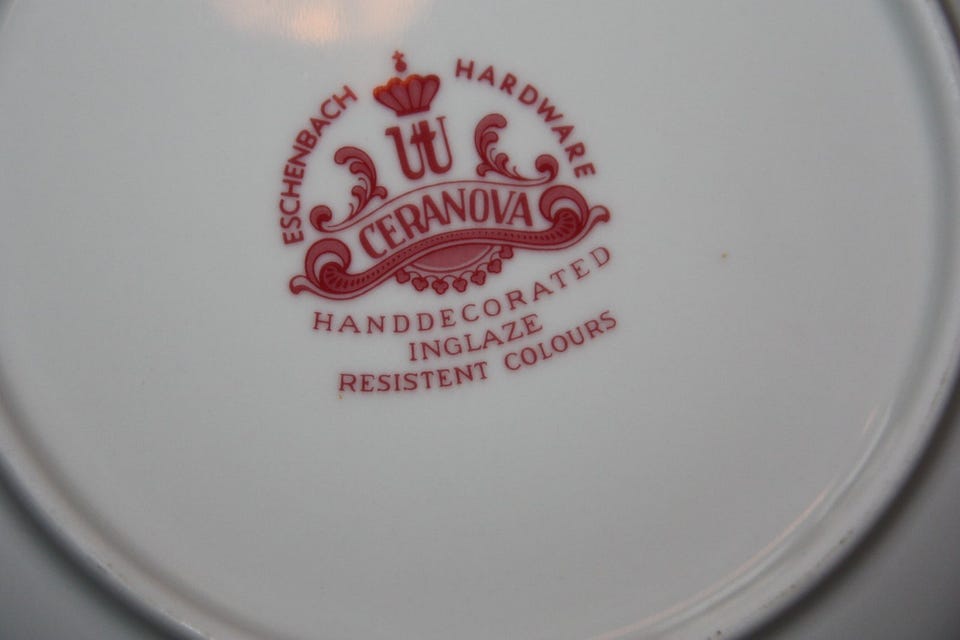 ESCHENBACH HARDWARE
CERANOVA
HANDDECORATED
INGLAZE
RESISTENT COLOURS